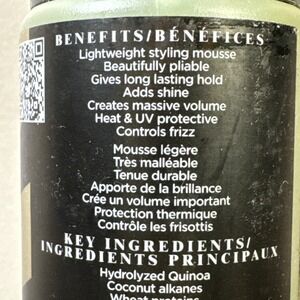 BENEFITS/BÉNÉFICES
Lightweight styling mousse
Beautifully pliable
Gives long lasting hold
Adds shine
Creates massive volume
Heat & UV protective
Controls frizz
Mousse légère
Très malléable
Tenue durable
Apporte de la brillance
Crée un volume important
Protection thermique
Contrôle les frisottis
KEY INGREDIENTS/
INGRÉDIENTS PRINCIPAUX
Hydrolyzed Quinoa
Coconut alkanes
Wheat proteins